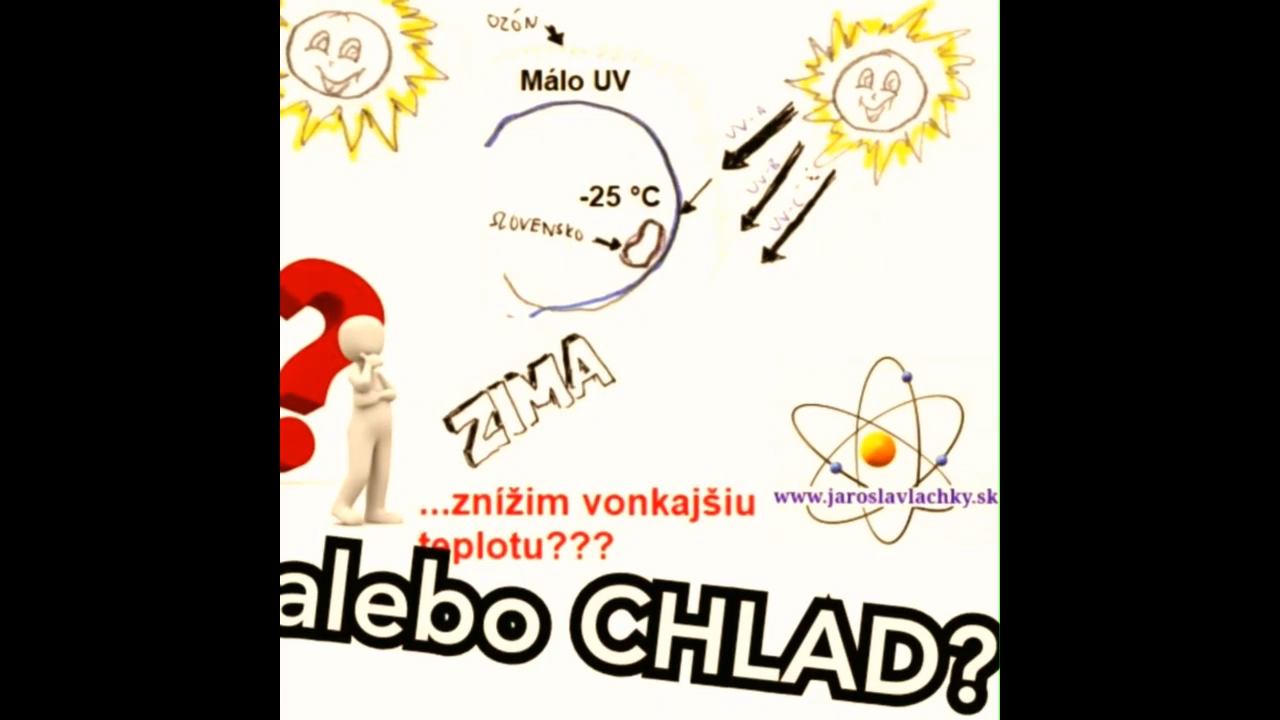 OZÓN
Málo UV
UV-A
UV-B
UV-C
-25 °C
SLOVENSKO
ZIMA
...znížim vonkajšiu
teplotu???
www.jaroslavlachky.sk
alebo CHLAD?